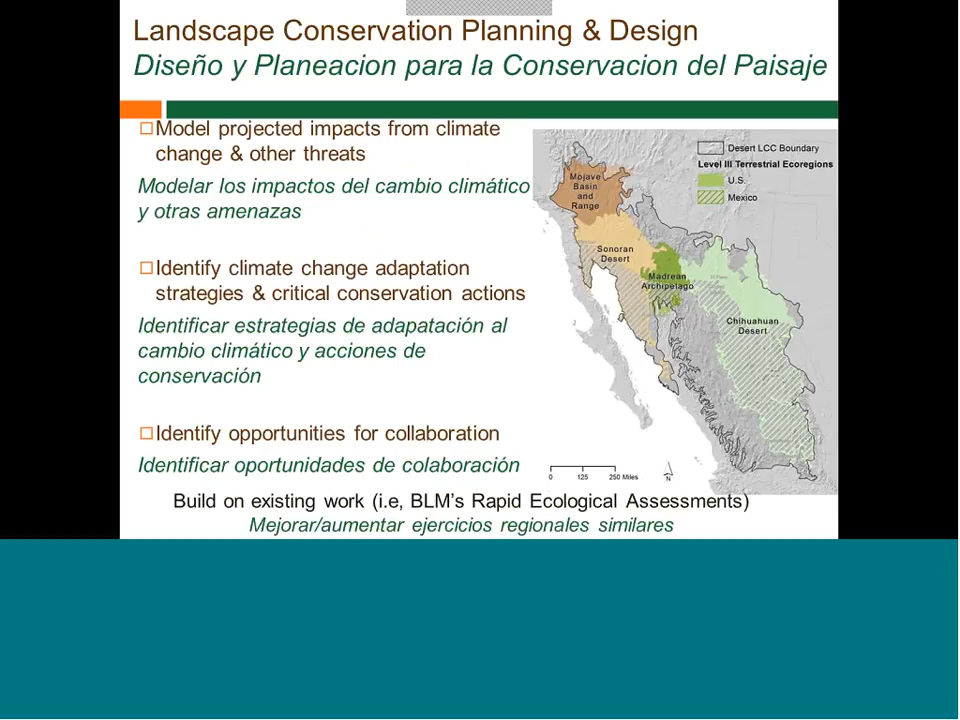 Landscape Conservation Planning & Design
Diseño y Planeacion para la Conservacion del Paisaje
Model projected impacts from climate
change & other threats
Modelar los impactos del cambio climático
y otras amenazas
Identify climate change adaptation
strategies & critical conservation actions
Identificar estrategias de adapatación al
cambio climático y acciones de
conservación
Identify opportunities for collaboration
Identificar oportunidades de colaboración
Build on existing work (i.e, BLM's Rapid Ecological Assessments)
Mejorar/aumentar ejercicios regionales similares
Desert LCC Boundary
Level III Terrestrial Ecoregions
U.S.
Mexico
Mojave
Basin
and
Range
Sonoran
Desert
Madrean
Archipelago
Chihuahuan
Desert
0 125 250 Miles
N